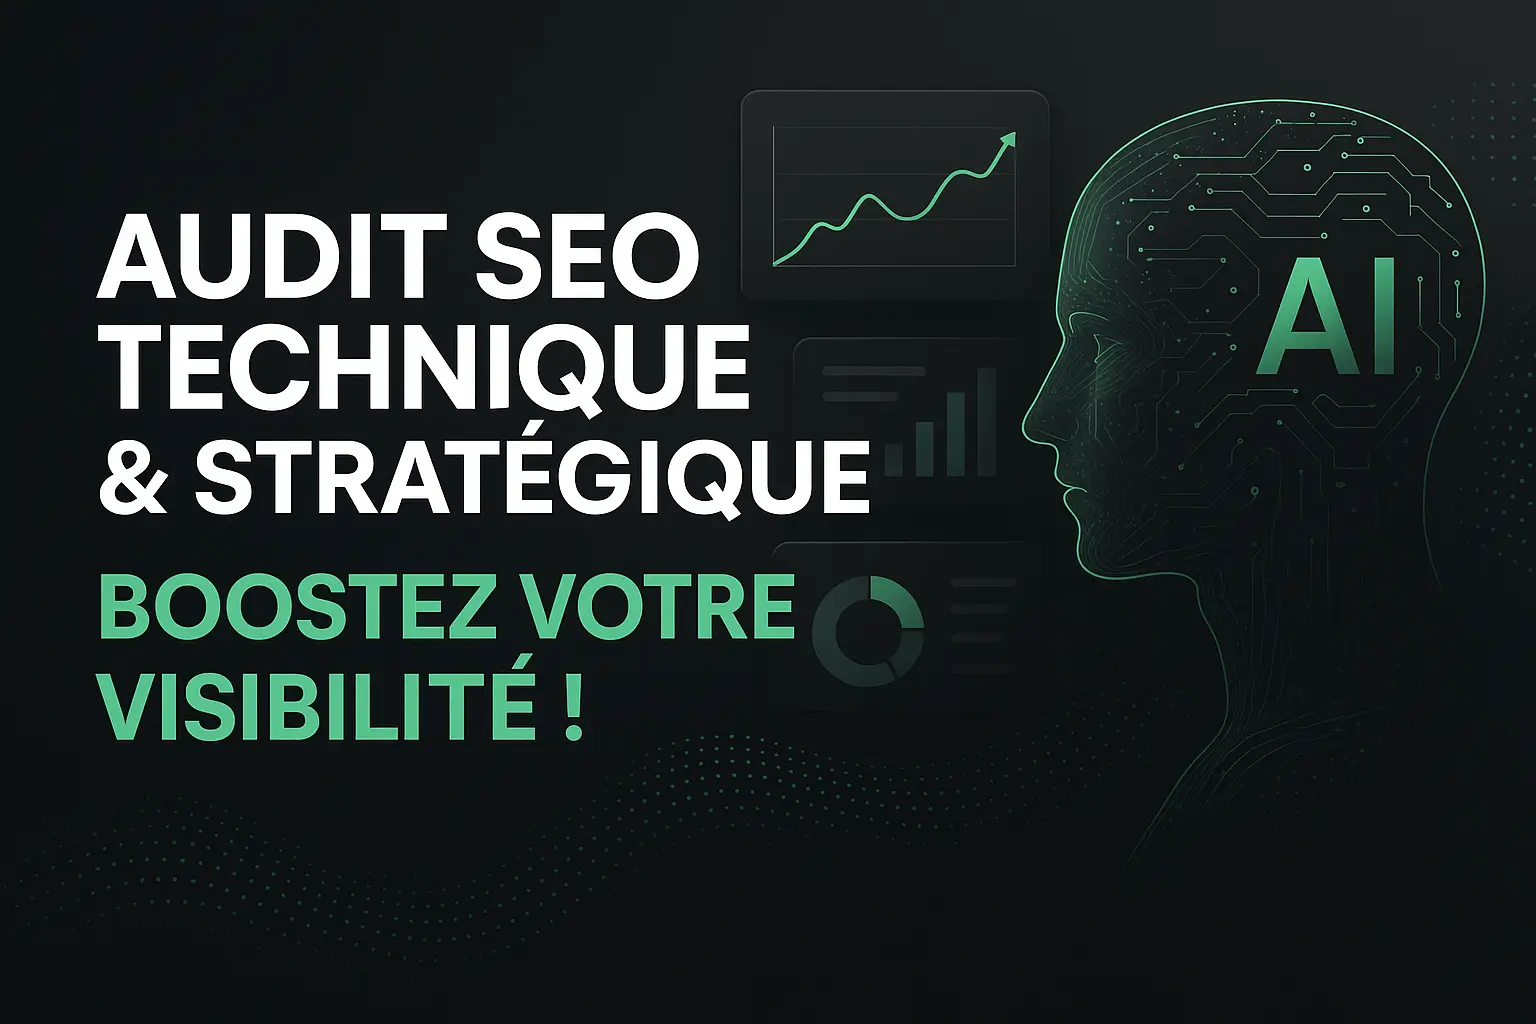 AUDIT SEO
TECHNIQUE
& STRATÉGIQUE
BOOSTEZ VOTRE
VISIBILITÉ !
AI